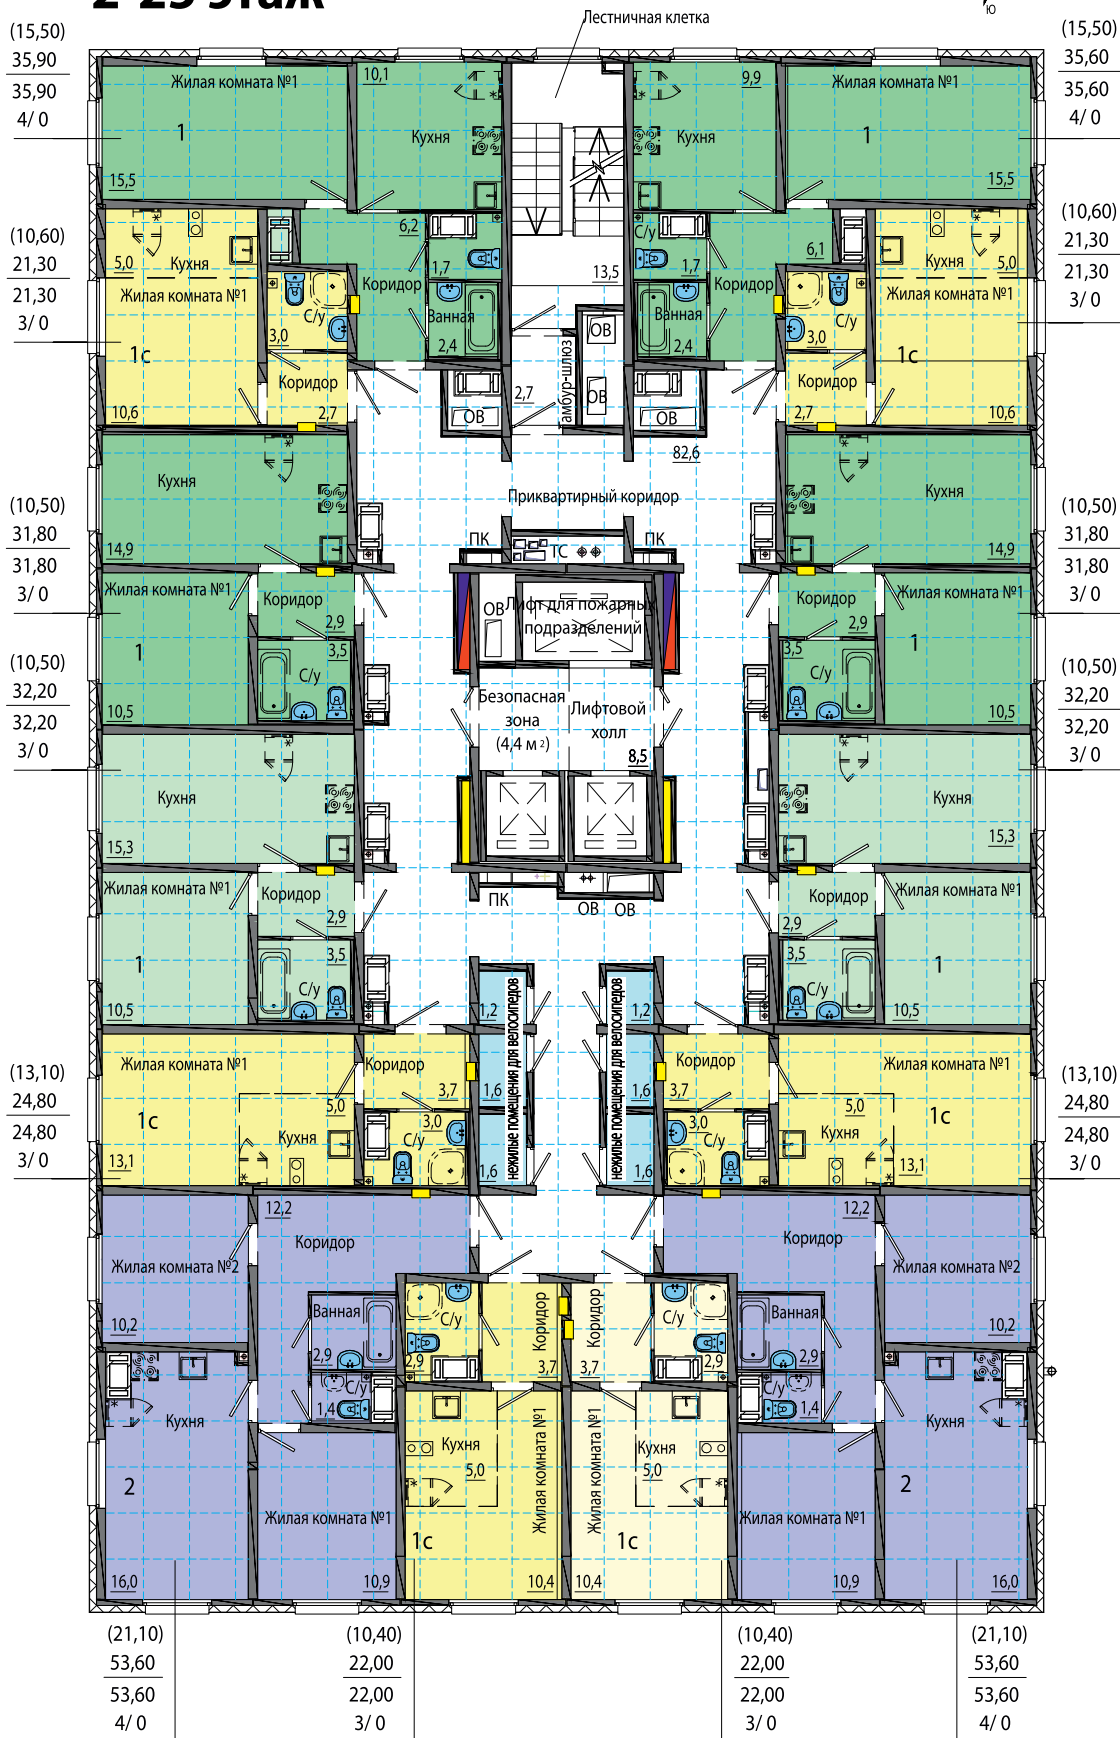 2-25 этаж
ю
Лестничная клетка
(15,50)
35,90
35,90
4/ 0
(15,50)
35,60
35,60
4/ 0
Жилая комната №1
1
15,5
10,1
Кухня
9,9
Кухня
Жилая комната №1
1
15,5
(10,60)
21,30
21,30
3/ 0
5,0
Кухня
Жилая комната №1
1с
10,6
3,0
С/у
Коридор
2,7
6,2
Коридор
1,7
Ванная
2,4
13,5
2,7
амбур-шлюз
ОВ
ОВ
ОВ
ОВ
С/у
1,7
Ванная
2,4
6,1
Коридор
3,0
С/у
Коридор
2,7
Кухня
5,0
Жилая комната №1
1с
10,6
(10,60)
21,30
21,30
3/ 0
82,6
Приквартирный коридор
(10,50)
31,80
31,80
3/ 0
Кухня
14,9
Жилая комната №1
1
10,5
Коридор
2,9
3,5
С/у
ПК
ТС
ПК
ОВ
Лифт для пожарных
подразделений
Безопасная
зона
(4,4 м 2)
Лифтовой
холл
8,5
Кухня
14,9
Жилая комната №1
1
10,5
Коридор
2,9
3,5
С/у
(10,50)
31,80
31,80
3/ 0
(10,50)
32,20
32,20
3/ 0
Кухня
15,3
Жилая комната №1
1
10,5
Коридор
2,9
3,5
С/у
ПК
ОВ
ОВ
Кухня
15,3
Жилая комната №1
1
10,5
Коридор
2,9
3,5
С/у
(10,50)
32,20
32,20
3/ 0
1,2
1,6
1,6
нежилые помещения для велосипедов
1,2
1,6
1,6
нежилые помещения для велосипедов
(13,10)
24,80
24,80
3/ 0
Жилая комната №1
1с
5,0
Кухня
13,1
Коридор
3,7
3,0
С/у
Коридор
3,7
3,0
С/у
Жилая комната №1
1с
5,0
Кухня
13,1
(13,10)
24,80
24,80
3/ 0
12,2
Коридор
Жилая комната №2
10,2
Ванная
2,9
С/у
1,4
Кухня
2
16,0
Жилая комната №1
10,9
С/у
2,9
Коридор
3,7
Кухня
5,0
Жилая комната №1
1с
10,4
Коридор
3,7
С/у
2,9
Жилая комната №1
Кухня
5,0
1с
10,4
12,2
Коридор
Жилая комната №2
10,2
Ванная
2,9
С/у
1,4
Кухня
2
16,0
Жилая комната №1
10,9
(21,10)
53,60
53,60
4/ 0
(10,40)
22,00
22,00
3/ 0
(10,40)
22,00
22,00
3/ 0
(21,10)
53,60
53,60
4/ 0